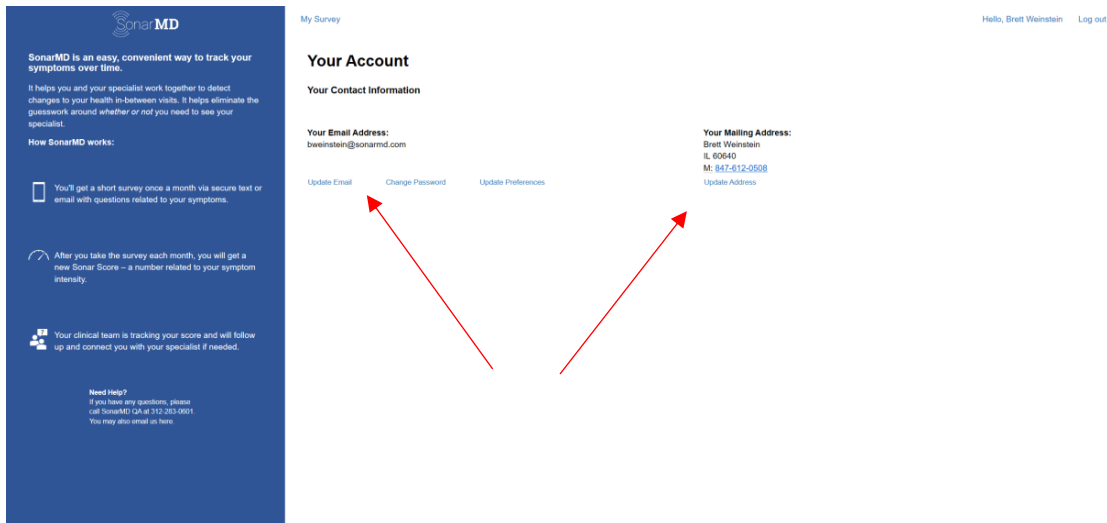 SonarMD
SonarMD is an easy, convenient way to track your
symptoms over time.
It helps you and your specialist work together to detect
changes to your health in-between visits. It helps eliminate the
guesswork around whether or not you need to see your
specialist.
How SonarMD works:
You'll get a short survey once a month via secure text or
email with questions related to your symptoms.
After you take the survey each month, you will get a
new Sonar Score – a number related to your symptom
intensity.
?
Your clinical team is tracking your score and will follow
up and connect you with your specialist if needed.
Need Help?
If you have any questions, please
call SonarMD QA at 312-283-0601.
You may also email us here.
My Survey
Hello, Brett Weinstein Log out
Your Account
Your Contact Information
Your Email Address:
bweinstein@sonarmd.com
Update Email Change Password Update Preferences
Your Mailing Address:
Brett Weinstein
IL 60640
M: 847-612-0508
Update Address